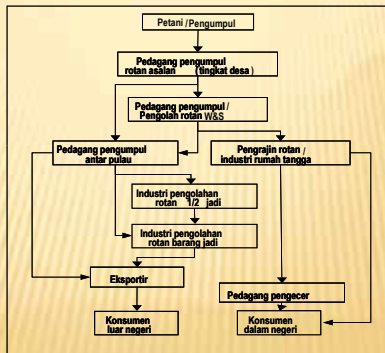 Petani/Pengumpul
Pedagang pengumpul
rotan asalan (tingkat desa)
Pedagang pengumpul/
Pengolah rotan W&S
Pedagang pengumpul
antar pulau
Pengrajin rotan/
industri rumah tangga
Industri pengolahan
rotan 1/2 jadi
Industri pengolahan
rotan barang jadi
Eksportir
Pedagang pengecer
Konsumen
luar negeri
Konsumen
dalam negeri